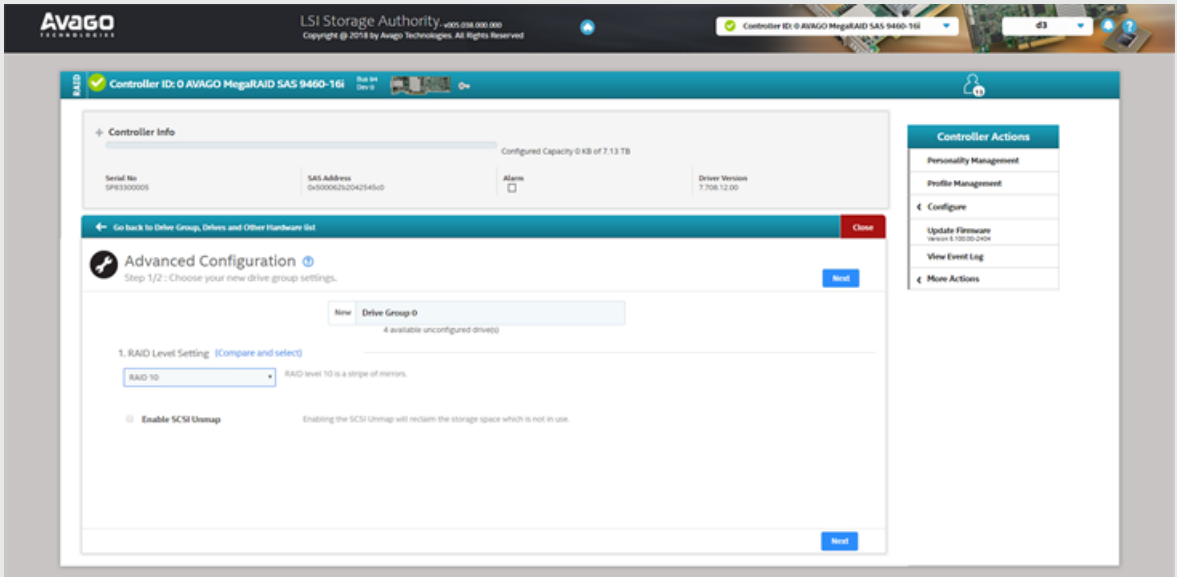 AVAGO
TECHNOLOGIES
LSI Storage Authority. v005.038.000.000
Copyright @ 2018 by Avago Technologies. All Rights Reserved
Controller ID: 0 AVAGO MegaRAID SAS 9460-16i
d3
?
RAID
Controller ID: 0 AVAGO MegaRAID SAS 9460-16i
Bus 94
Dev 0
13
+ Controller Info
Configured Capacity 0 KB of 7.13 TB
Serial No
SP83300005
SAS Address
0x500062b2042545c0
Alarm
Driver Version
7.708.12.00
Controller Actions
Personality Management
Profile Management
Configure
Update Firmware
Version 5.100.00-2404
View Event Log
More Actions
Go back to Drive Group, Drives and Other Hardware list
Close
Advanced Configuration ?
Step 1/2 : Choose your new drive group settings.
Next
New
Drive Group 0
4 available unconfigured drive(s)
1. RAID Level Setting (Compare and select)
RAID 10
RAID level 10 is a stripe of mirrors.
Enable SCSI Unmap
Enabling the SCSI Unmap will reclaim the storage space which is not in use.
Next